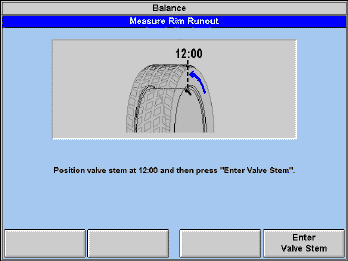 Balance
Measure Rim Runout
12:00
Position valve stem at 12:00 and then press "Enter Valve Stem".
Enter
Valve Stem